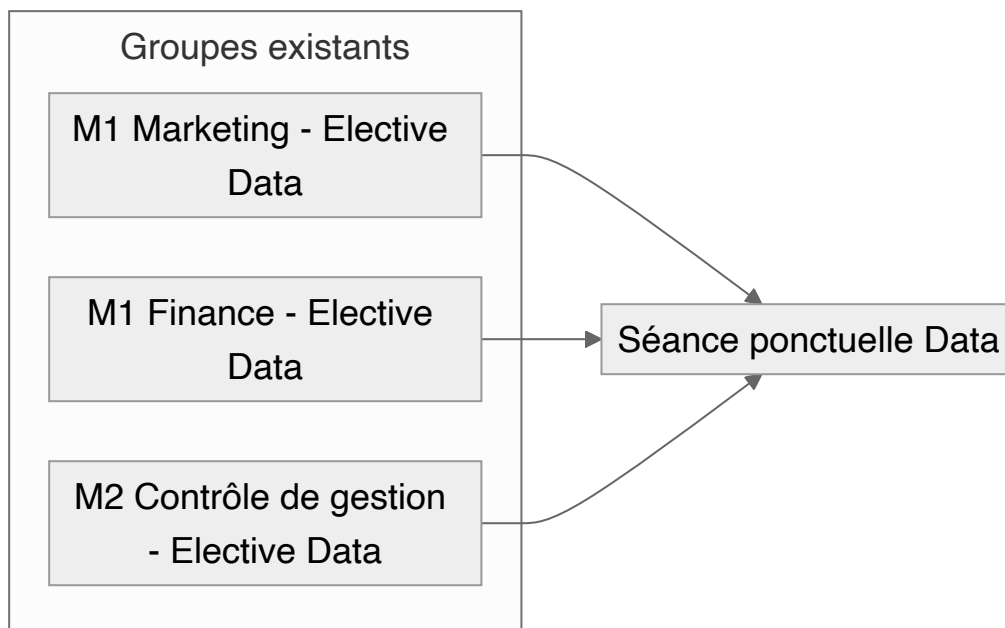 Groupes existants
M1 Marketing - Elective
Data
M1 Finance - Elective
Data
Séance ponctuelle Data
M2 Contrôle de gestion
- Elective Data